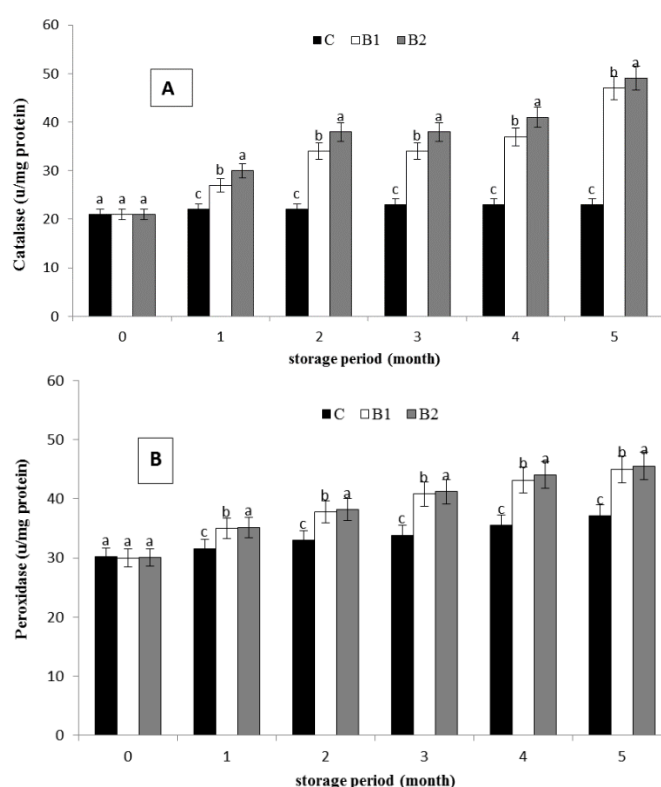 60
50
40
30
20
10
0
Catalase (u/mg protein)
C B1 B2
A
a a a
c b a
c b a
c b a
c b a
c b a
0 1 2 3 4 5
storage period (month)
60
50
40
30
20
10
0
Peroxidase (u/mg protein)
C B1 B2
B
a a a
c b a
c b a
c b a
c b a
c b a
0 1 2 3 4 5
storage period (month)